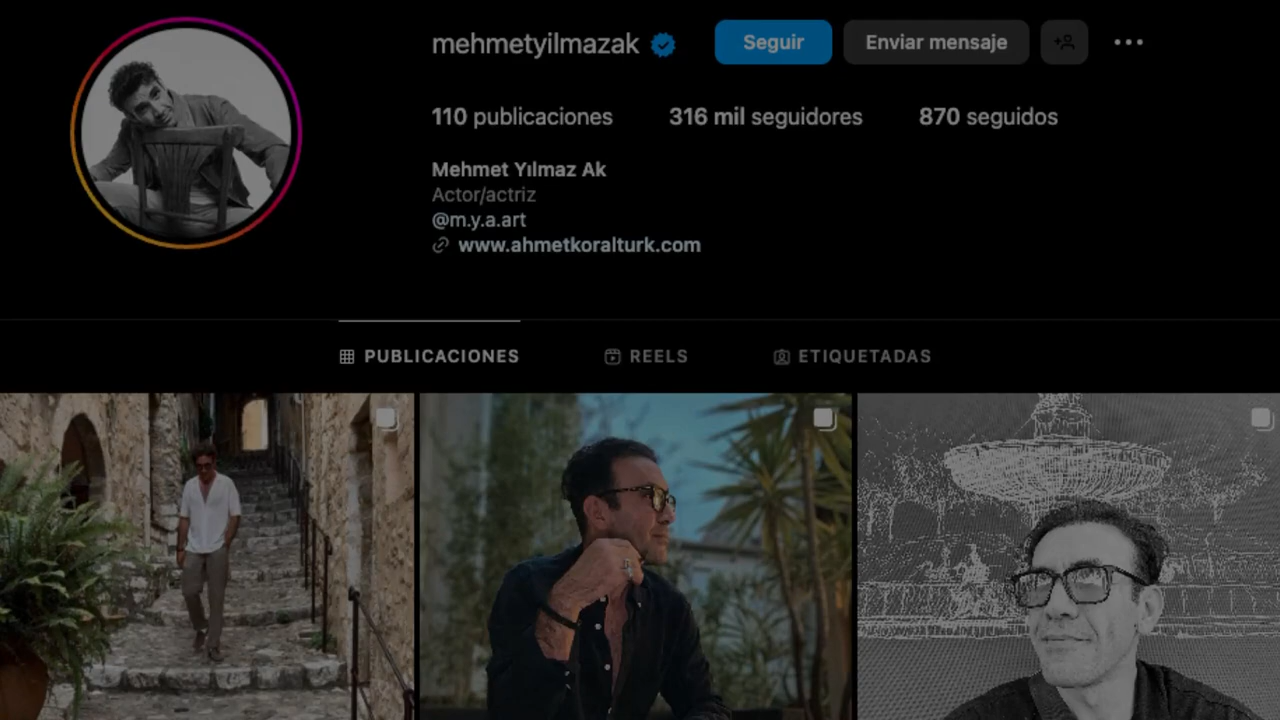 mehmetyilmazak Seguir Enviar mensaje
110 publicaciones 316 mil seguidores 870 seguidos
Mehmet Yılmaz Ak
Actor/actriz
@m.y.a.art
www.ahmetkoralturk.com
PUBLICACIONES REELS ETIQUETADAS